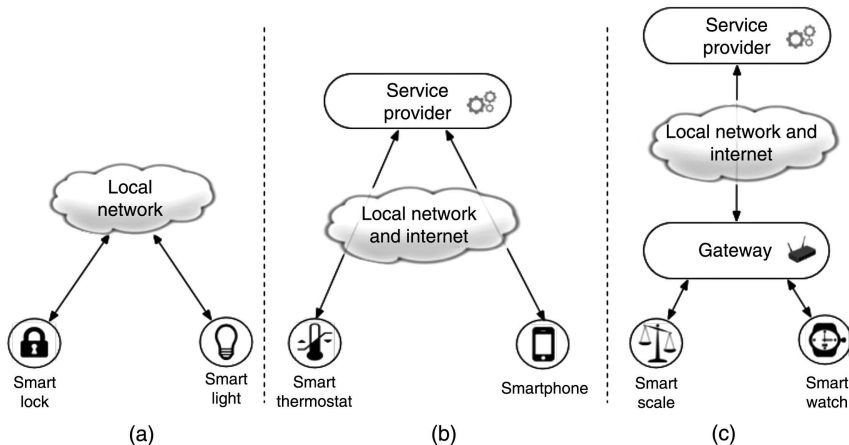 Local
network
Smart
lock
Smart
light
(a)
Service
provider
Local network
and internet
Smart
thermostat
Smartphone
(b)
Service
provider
Local network and
internet
Gateway
Smart
scale
Smart
watch
(c)